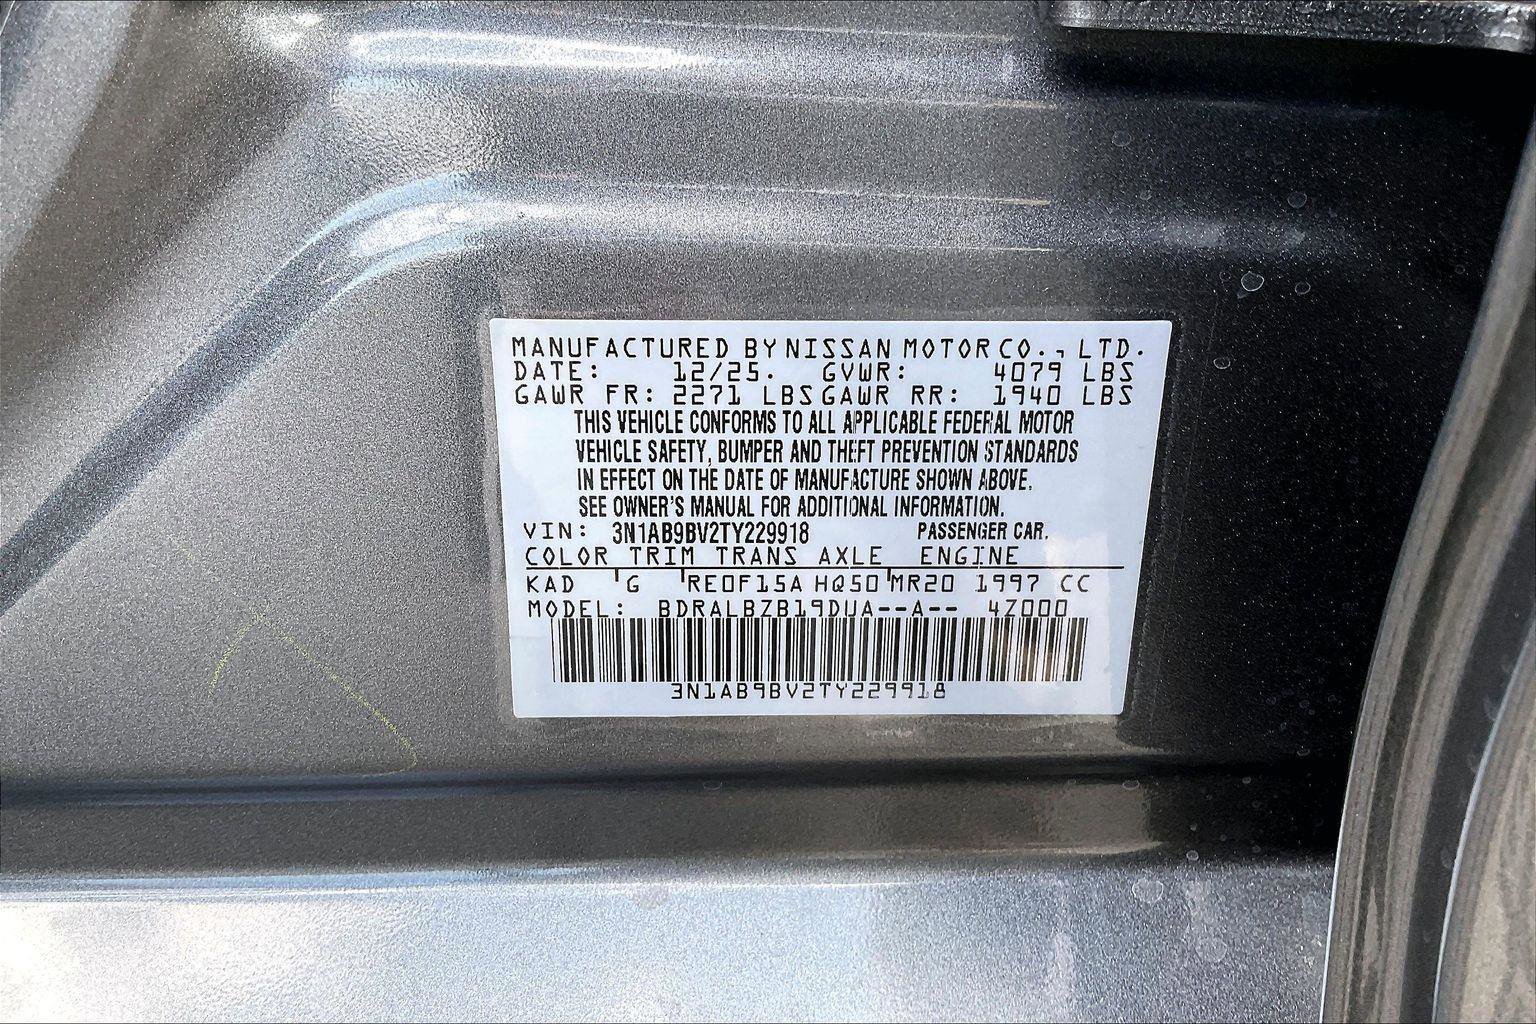 MANUFACTURED BY NISSAN MOTOR CO., LTD.
DATE: 12/25. GVWR: 4079 LBS
GAWR FR: 2271 LBS GAWR RR: 1940 LBS
THIS VEHICLE CONFORMS TO ALL APPLICABLE FEDERAL MOTOR
VEHICLE SAFETY, BUMPER AND THEFT PREVENTION STANDARDS
IN EFFECT ON THE DATE OF MANUFACTURE SHOWN ABOVE.
SEE OWNER'S MANUAL FOR ADDITIONAL INFORMATION.
VIN: 3N1AB9BV2TY229918 PASSENGER CAR.
COLOR TRIM TRANS AXLE ENGINE
KAD G RE0F15A HQ50 MR20 1997 CC
MODEL: BDRALBZB19DUA--A-- 4Z000
3N1AB9BV2TY229918